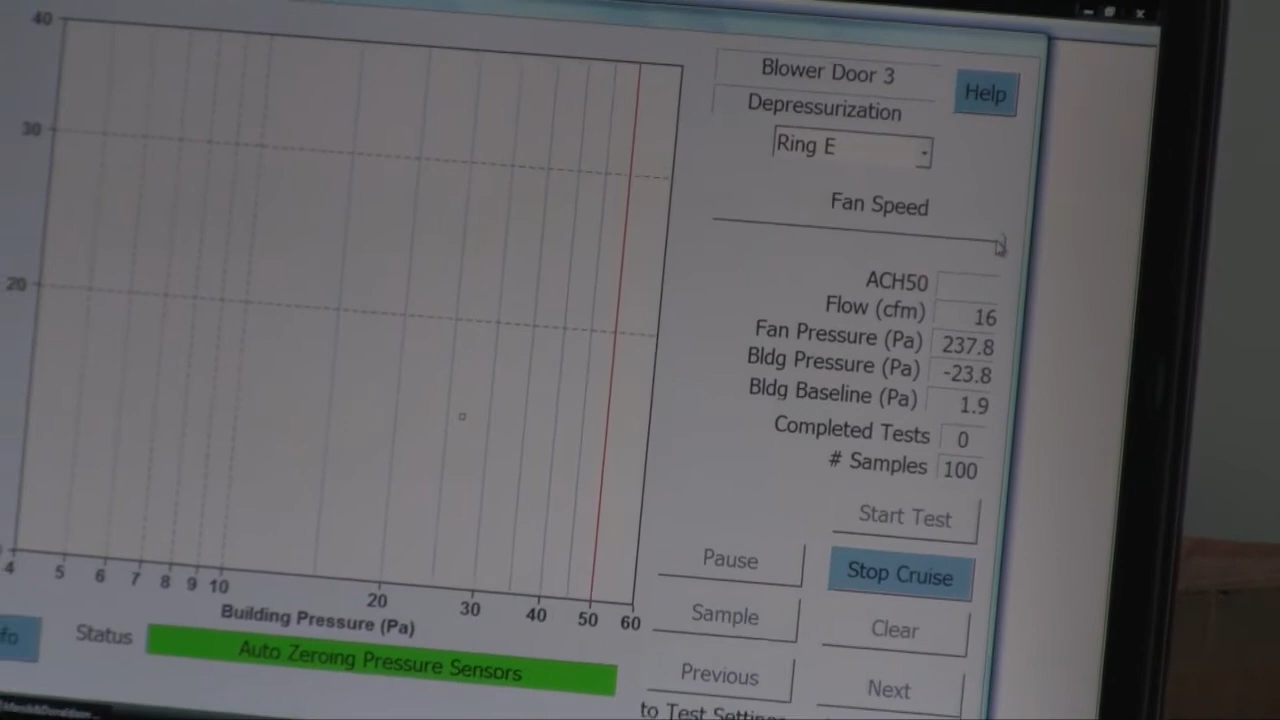 40
30
20
4 5 6 7 8 9 10 20 30 40 50 60
Building Pressure (Pa)
Status
Auto Zeroing Pressure Sensors
Blower Door 3
Help
Depressurization
Ring E
Fan Speed
ACH50
Flow (cfm) 16
Fan Pressure (Pa) 237.8
Bldg Pressure (Pa) -23.8
Bldg Baseline (Pa) 1.9
Completed Tests 0
# Samples 100
Start Test
Pause
Stop Cruise
Sample
Clear
Previous
Next
to Test Settings